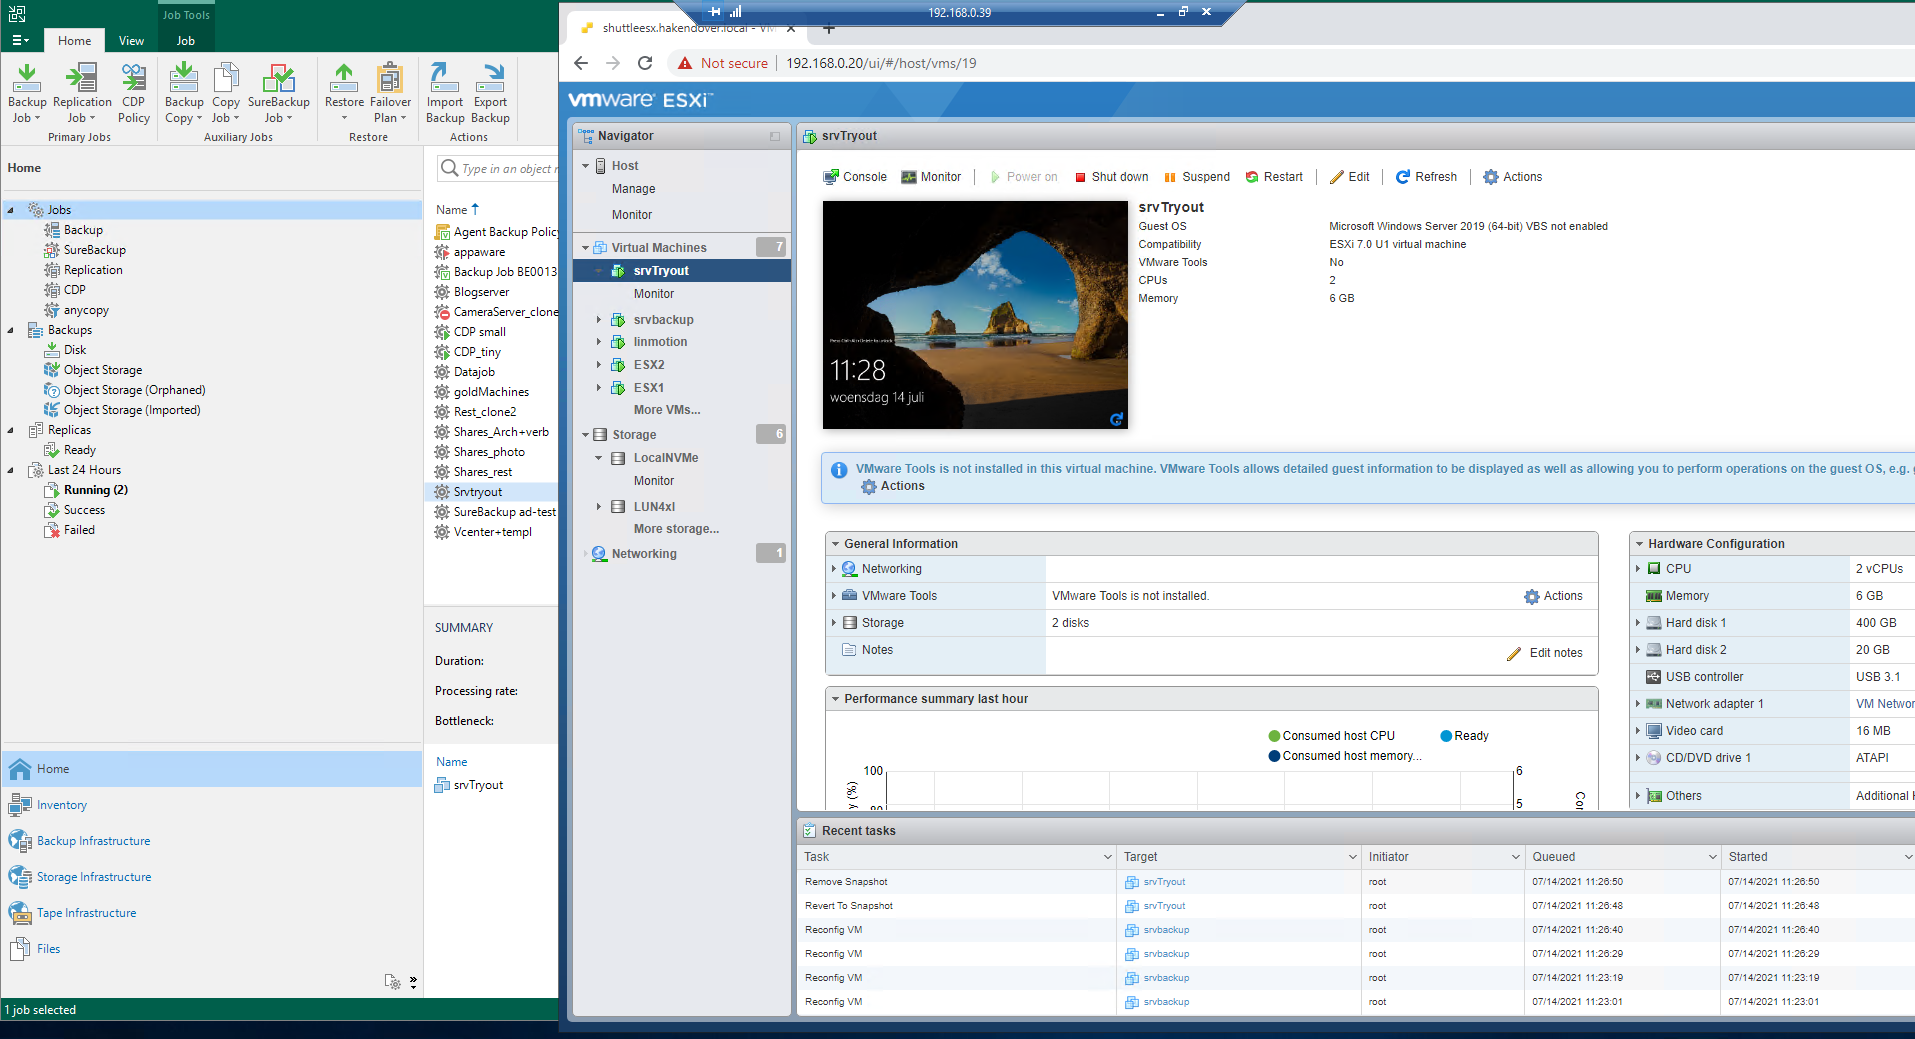 Job Tools
Home
View
Job
Backup Job
Replication Job
CDP Policy
Primary Jobs
Backup Copy
Copy Job
SureBackup Job
Auxiliary Jobs
Restore
Failover Plan
Restore
Import Backup
Export Backup
Actions
Home
Jobs
Backup
SureBackup
Replication
CDP
anycopy
Backups
Disk
Object Storage
Object Storage (Orphaned)
Object Storage (Imported)
Replicas
Ready
Last 24 Hours
Running (2)
Success
Failed
Home
Inventory
Backup Infrastructure
Storage Infrastructure
Tape Infrastructure
Files
1 job selected
Type in an object
Name
Agent Backup Policy
appaware
Backup Job BE0013
Blogserver
CameraServer_clone
CDP small
CDP_tiny
Datajob
goldMachines
Rest_clone2
Shares_Arch+verb
Shares_photo
Shares_rest
Srvtryout
SureBackup ad-test
Vcenter+templ
SUMMARY
Duration:
Processing rate:
Bottleneck:
Name
srvTryout
192.168.0.39
shuttleesx.hakendover.local - VM
Not secure
192.168.0.20/ui/#/host/vms/19
vmware ESXi™
Navigator
Host
Manage
Monitor
Virtual Machines 7
srvTryout
Monitor
srvbackup
linmotion
ESX2
ESX1
More VMs...
Storage 6
LocalNVMe
Monitor
LUN4xl
More storage...
Networking 1
srvTryout
Console
Monitor
Power on
Shut down
Suspend
Restart
Edit
Refresh
Actions
11:28
woensdag 14 juli
srvTryout
Guest OS Microsoft Windows Server 2019 (64-bit) VBS not enabled
Compatibility ESXi 7.0 U1 virtual machine
VMware Tools No
CPUs 2
Memory 6 GB
VMware Tools is not installed in this virtual machine. VMware Tools allows detailed guest information to be displayed as well as allowing you to perform operations on the guest OS, e.g.
Actions
General Information
Networking
VMware Tools VMware Tools is not installed. Actions
Storage 2 disks
Notes Edit notes
Performance summary last hour
Consumed host CPU
Ready
Consumed host memory...
100
80
y (%)
6
5
Cor
Hardware Configuration
CPU 2 vCPUs
Memory 6 GB
Hard disk 1 400 GB
Hard disk 2 20 GB
USB controller USB 3.1
Network adapter 1 VM Networ
Video card 16 MB
CD/DVD drive 1 ATAPI
Others Additional H
Recent tasks
Task Target Initiator Queued Started
Remove Snapshot srvTryout root 07/14/2021 11:26:50 07/14/2021 11:26:50
Revert To Snapshot srvTryout root 07/14/2021 11:26:48 07/14/2021 11:26:48
Reconfig VM srvbackup root 07/14/2021 11:26:40 07/14/2021 11:26:40
Reconfig VM srvbackup root 07/14/2021 11:26:29 07/14/2021 11:26:29
Reconfig VM srvbackup root 07/14/2021 11:23:19 07/14/2021 11:23:19
Reconfig VM srvbackup root 07/14/2021 11:23:01 07/14/2021 11:23:01